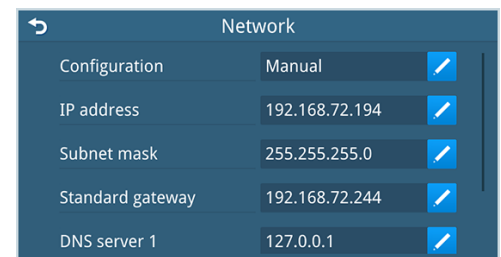 Network
Configuration Manual
IP address 192.168.72.194
Subnet mask 255.255.255.0
Standard gateway 192.168.72.244
DNS server 1 127.0.0.1